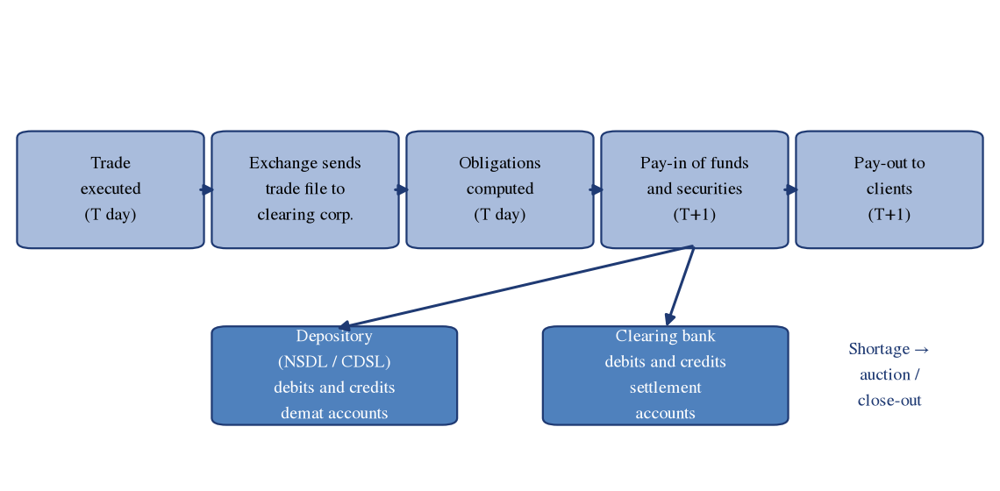 Trade
executed
(T day)
Exchange sends
trade file to
clearing corp.
Obligations
computed
(T day)
Pay-in of funds
and securities
(T+1)
Pay-out to
clients
(T+1)
Depository
(NSDL / CDSL)
debits and credits
demat accounts
Clearing bank
debits and credits
settlement
accounts
Shortage →
auction /
close-out